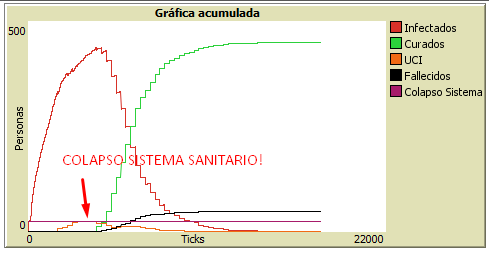 Gráfica acumulada
500
Personas
0
COLAPSO SISTEMA SANITARIO!
0
Ticks
22000
Infectados
Curados
UCI
Fallecidos
Colapso Sistema